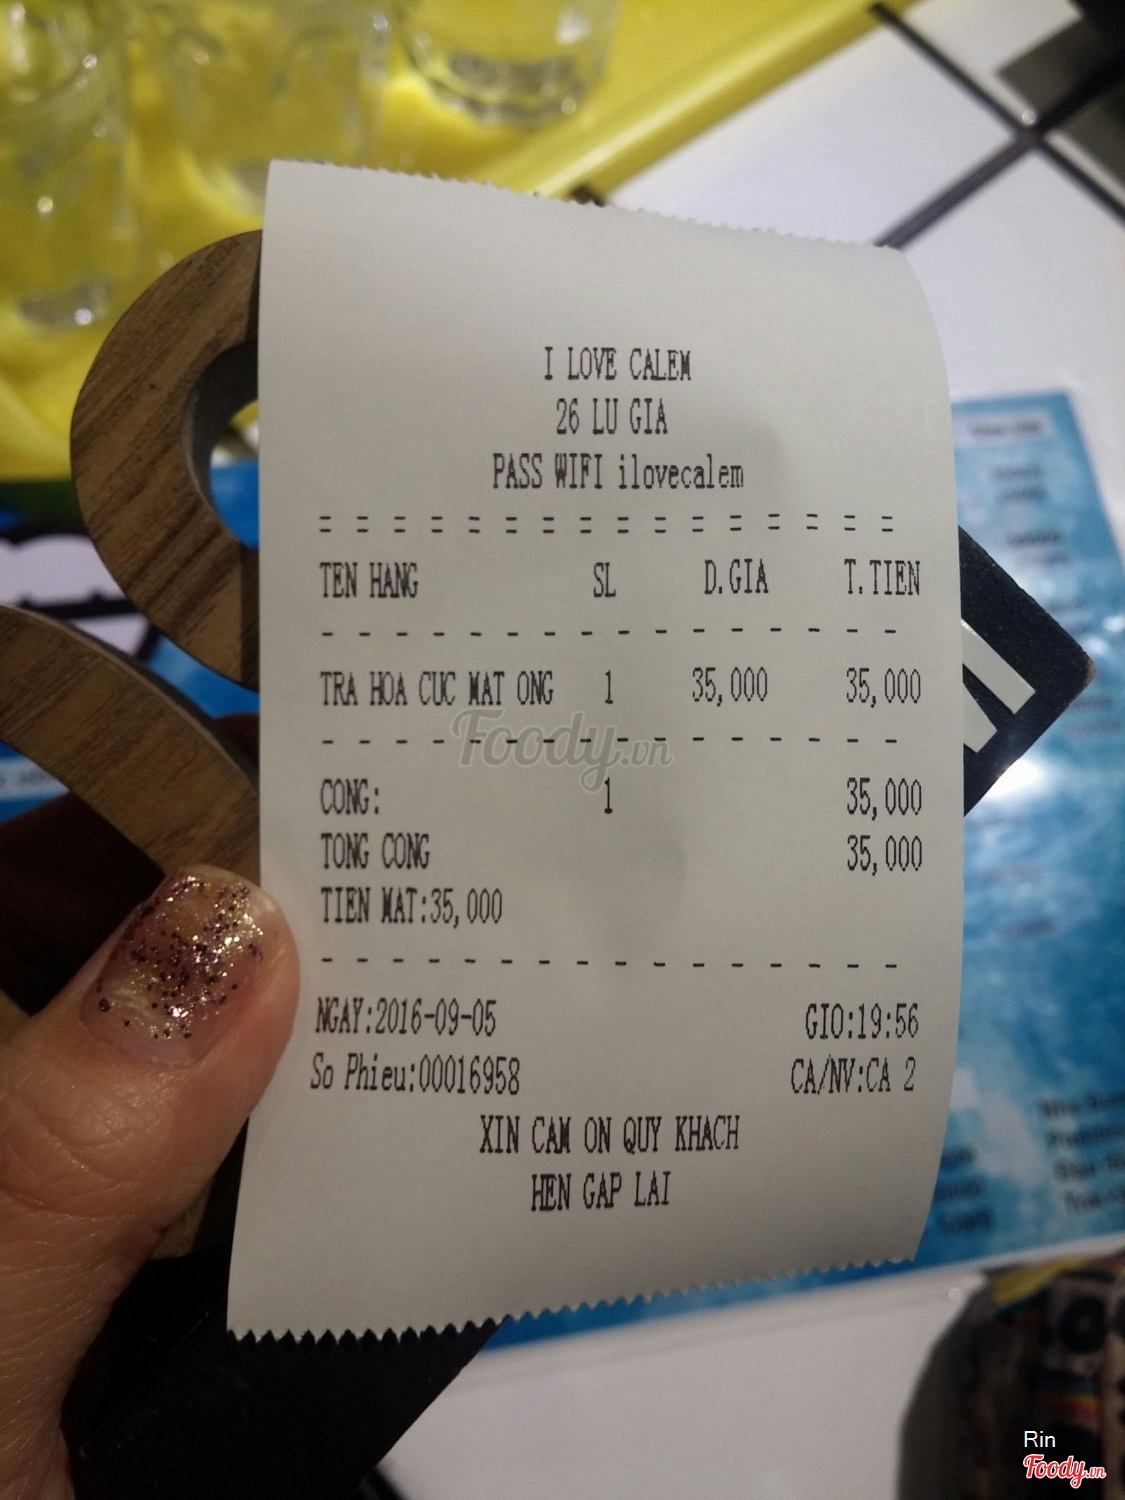 I LOVE CALEM
26 LU GIA
PASS WIFI ilovecalem
TEN HANG SL D.GIA T.TIEN
TRA HOA CUC MAT ONG 1 35,000 35,000
Foody.vn
CONG: 1 35,000
TONG CONG 35,000
TIEN MAT:35,000
NGAY:2016-09-05 GIO:19:56
So Phieu:00016958 CA/NV:CA 2
XIN CAM ON QUY KHACH
HEN GAP LAI
Rin
Foody.vn